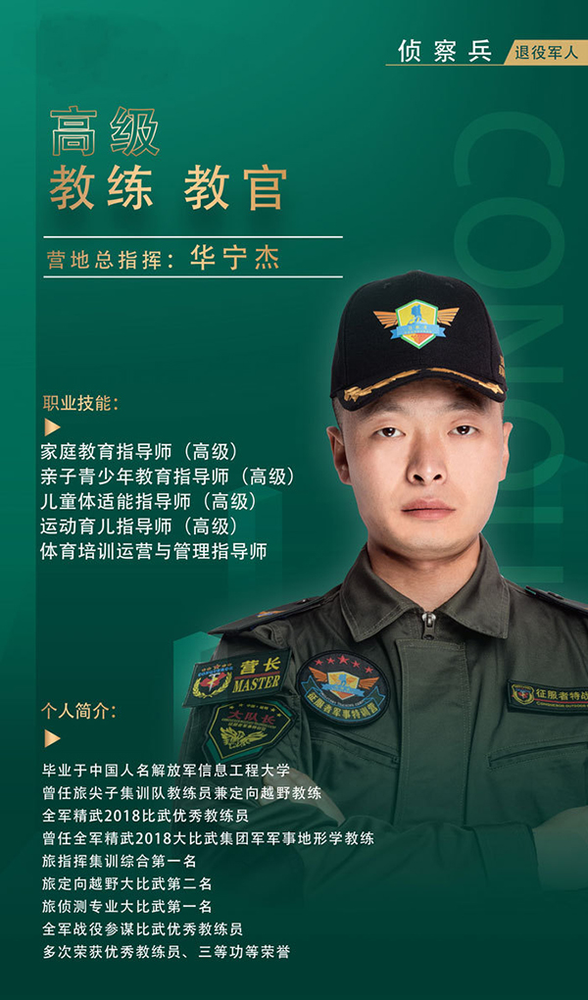 侦察兵 退役军人
高级
教练 教官
营地总指挥：华宁杰
CONQU
职业技能：
家庭教育指导师（高级）
亲子青少年教育指导师（高级）
儿童体适能指导师（高级）
运动育儿指导师（高级）
体育培训运营与管理指导师
营长
MASTER
大队长
征服者军事特训营
征服者特战
个人简介：
毕业于中国人名解放军信息工程大学
曾任旅尖子集训队教练员兼定向越野教练
全军精武2018比武优秀教练员
曾任全军精武2018大比武集团军军事地形学教练
旅指挥集训综合第一名
旅定向越野大比武第二名
旅侦测专业大比武第一名
全军战役参谋比武优秀教练员
多次荣获优秀教练员、三等功等荣誉